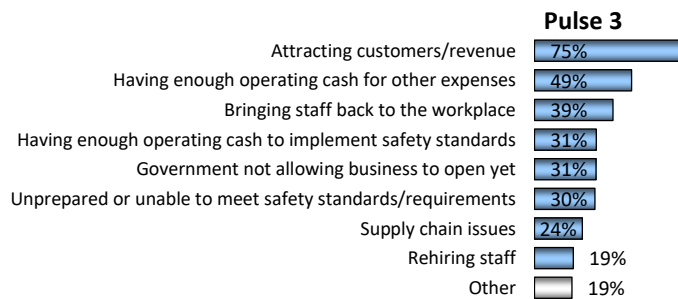 Pulse 3
Attracting customers/revenue 75%
Having enough operating cash for other expenses 49%
Bringing staff back to the workplace 39%
Having enough operating cash to implement safety standards 31%
Government not allowing business to open yet 31%
Unprepared or unable to meet safety standards/requirements 30%
Supply chain issues 24%
Rehiring staff 19%
Other 19%